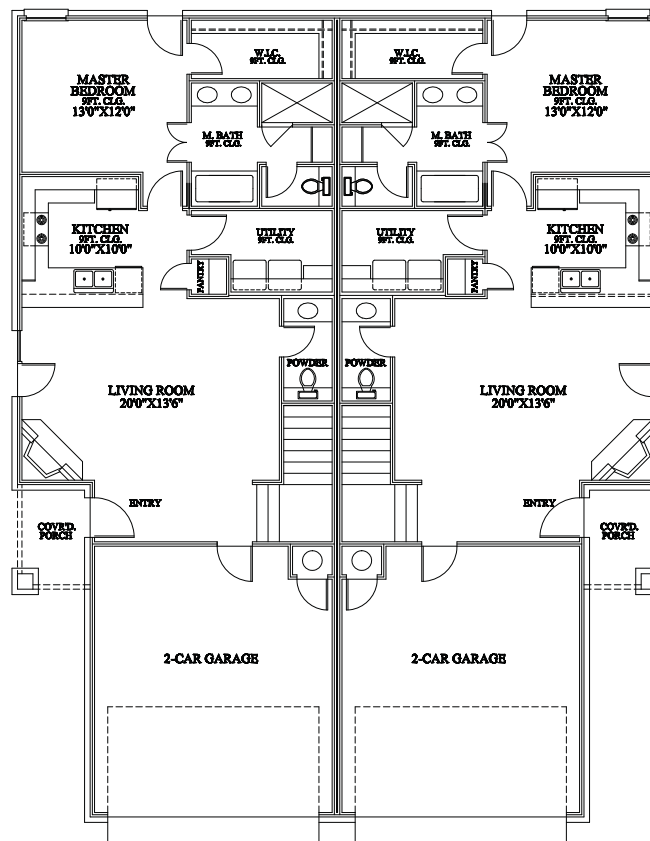 W.I.C.
9FT. CLG.
W.I.C.
9FT. CLG.
MASTER
BEDROOM
9FT. CLG.
13'0"X12'0"
MASTER
BEDROOM
9FT. CLG.
13'0"X12'0"
M. BATH
9FT. CLG.
M. BATH
9FT. CLG.
KITCHEN
9FT. CLG.
10'0"X10'0"
UTILITY
9FT. CLG.
UTILITY
9FT. CLG.
KITCHEN
9FT. CLG.
10'0"X10'0"
PANTRY
PANTRY
POWDER
POWDER
LIVING ROOM
20'0"X13'6"
LIVING ROOM
20'0"X13'6"
ENTRY
ENTRY
COVR'D.
PORCH
COVR'D.
PORCH
2-CAR GARAGE
2-CAR GARAGE